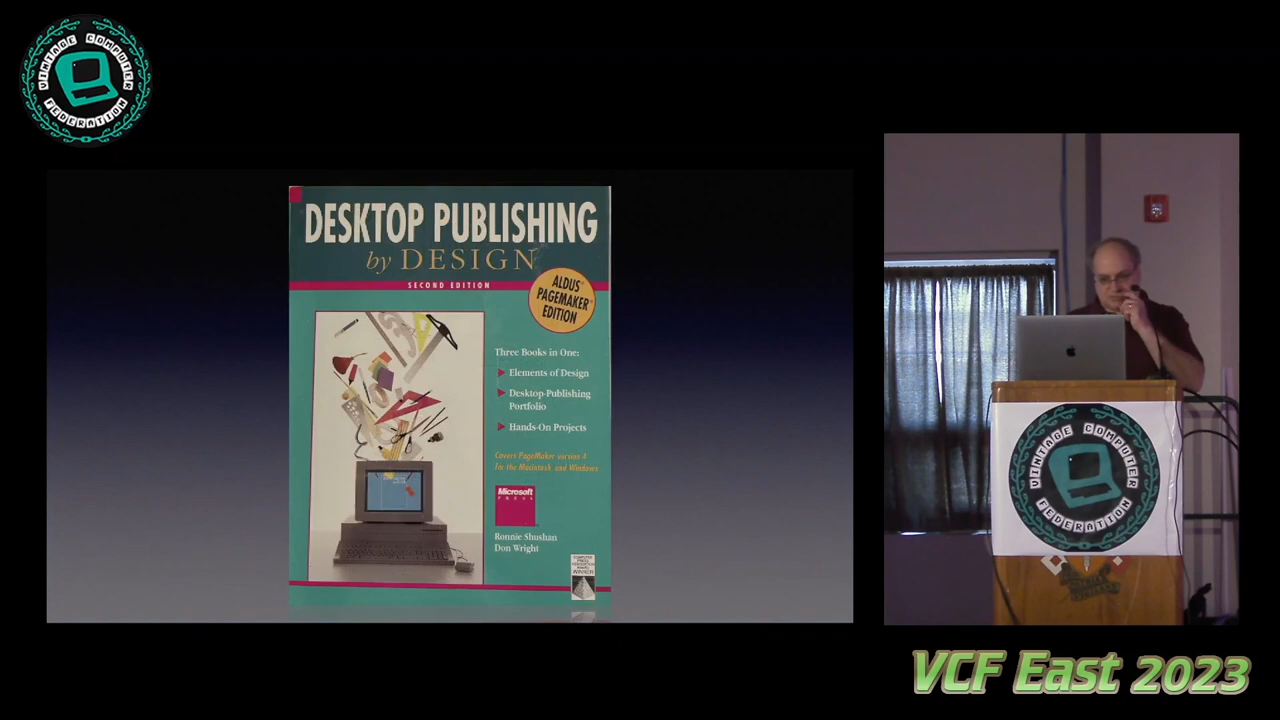 VINTAGE COMPUTER
FEDERATION
DESKTOP PUBLISHING
by DESIGN
SECOND EDITION
ALDUS®
PAGEMAKER®
EDITION
Three Books in One:
Elements of Design
Desktop-Publishing
Portfolio
Hands-On Projects
Covers PageMaker version 4
for the Macintosh and Windows
Microsoft
PRESS
Ronnie Shushan
Don Wright
WINNER
VINTAGE COMPUTER
FEDERATION
VCF East 2023